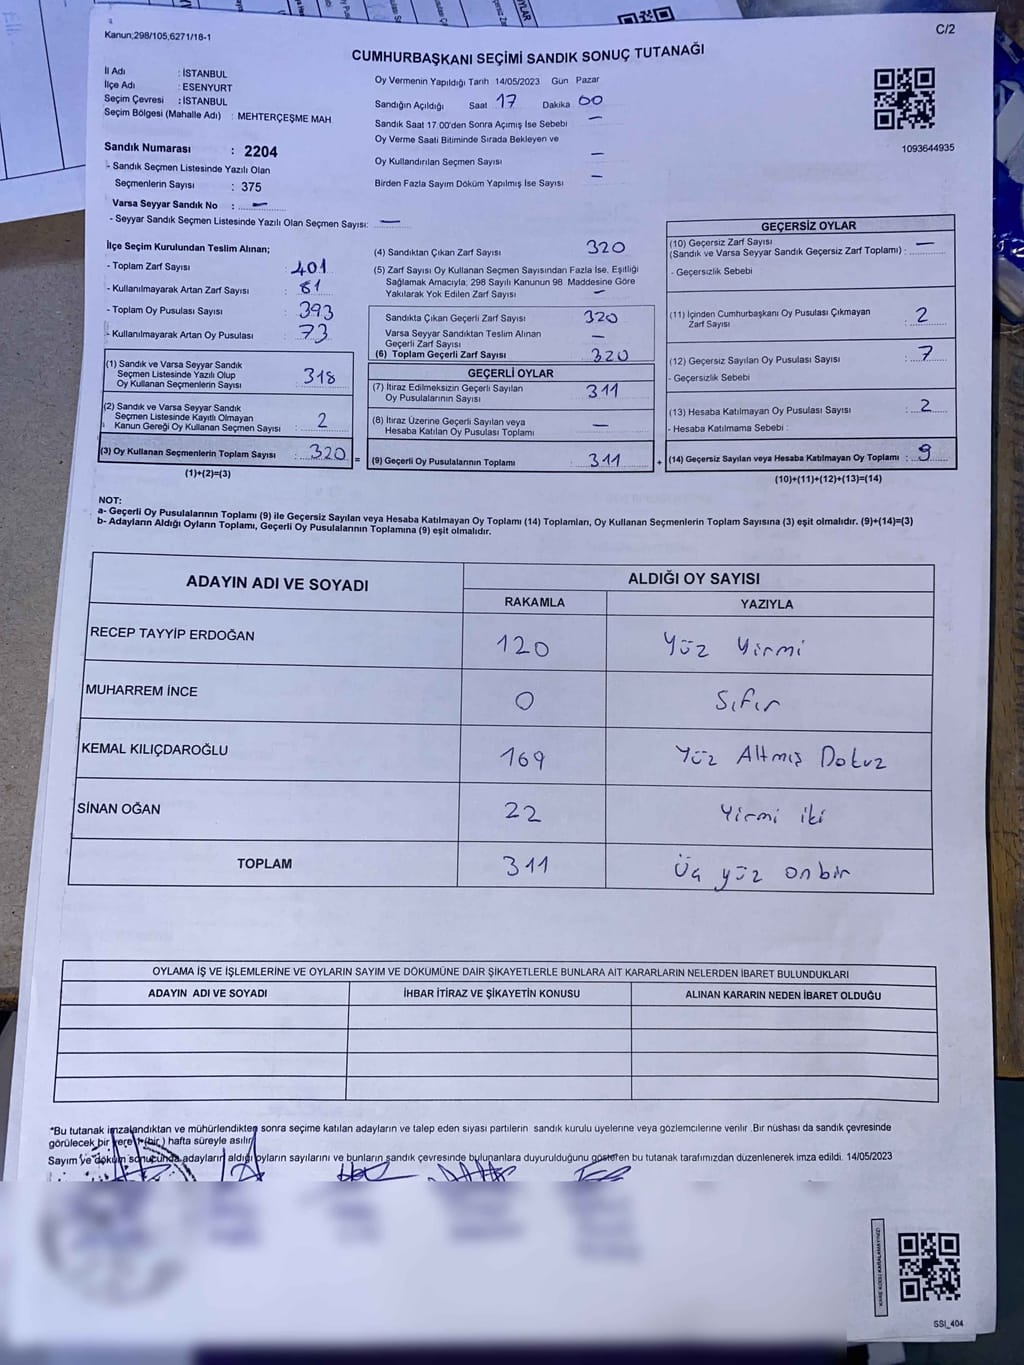 Kanun;298/105,6271/18-1
C/2
CUMHURBAŞKANI SEÇİMİ SANDIK SONUÇ TUTANAĞI
İl Adı : İSTANBUL
İlçe Adı : ESENYURT
Seçim Çevresi : İSTANBUL
Seçim Bölgesi (Mahalle Adı) : MEHTERÇEŞME MAH.
Sandık Numarası : 2204
- Sandık Seçmen Listesinde Yazılı Olan
Seçmenlerin Sayısı : 375
Varsa Seyyar Sandık No : —
- Seyyar Sandık Seçmen Listesinde Yazılı Olan Seçmen Sayısı: —
Oy Vermenin Yapıldığı Tarih 14/05/2023 Gün Pazar
Sandığın Açıldığı Saat 17 Dakika 00
Sandık Saat 17 00'den Sonra Açımış İse Sebebi —
Oy Verme Saati Bitiminde Sırada Bekleyen ve
Oy Kullandırılan Seçmen Sayısı —
Birden Fazla Sayım Döküm Yapılmış İse Sayısı —
1093644935
İlçe Seçim Kurulundan Teslim Alınan;
- Toplam Zarf Sayısı : 401
- Kullanılmayarak Artan Zarf Sayısı : 81
- Toplam Oy Pusulası Sayısı : 393
- Kullanılmayarak Artan Oy Pusulası : 73
(1) Sandık ve Varsa Seyyar Sandık
Seçmen Listesinde Yazılı Olup
Oy Kullanan Seçmenlerin Sayısı : 318
(2) Sandık ve Varsa Seyyar Sandık
Seçmen Listesinde Kayıtlı Olmayan
Kanun Gereği Oy Kullanan Seçmen Sayısı : 2
(3) Oy Kullanan Seçmenlerin Toplam Sayısı : 320 =
(1)+(2)=(3)
(4) Sandıktan Çıkan Zarf Sayısı 320
(5) Zarf Sayısı Oy Kullanan Seçmen Sayısından Fazla İse, Eşitliği
Sağlamak Amacıyla; 298 Sayılı Kanunun 98 Maddesine Göre
Yakılarak Yok Edilen Zarf Sayısı —
Sandıkta Çıkan Geçerli Zarf Sayısı 320
Varsa Seyyar Sandıktan Teslim Alınan
Geçerli Zarf Sayısı —
(6) Toplam Geçerli Zarf Sayısı 320
GEÇERLİ OYLAR
(7) İtiraz Edilmeksizin Geçerli Sayılan
Oy Pusulalarının Sayısı 311
(8) İtiraz Üzerine Geçerli Sayılan veya
Hesaba Katılan Oy Pusulası Toplamı —
(9) Geçerli Oy Pusulalarının Toplamı 311 +
GEÇERSİZ OYLAR
(10) Geçersiz Zarf Sayısı
(Sandık ve Varsa Seyyar Sandık Geçersiz Zarf Toplamı) : —
- Geçersizlik Sebebi
(11) İçinden Cumhurbaşkanı Oy Pusulası Çıkmayan
Zarf Sayısı 2
(12) Geçersiz Sayılan Oy Pusulası Sayısı : 7
- Geçersizlik Sebebi
(13) Hesaba Katılmayan Oy Pusulası Sayısı : 2
- Hesaba Katılmama Sebebi :
(14) Geçersiz Sayılan veya Hesaba Katılmayan Oy Toplamı : 9
(10)+(11)+(12)+(13)=(14)
NOT:
a- Geçerli Oy Pusulalarının Toplamı (9) ile Geçersiz Sayılan veya Hesaba Katılmayan Oy Toplamı (14) Toplamları, Oy Kullanan Seçmenlerin Toplam Sayısına (3) eşit olmalıdır. (9)+(14)=(3)
b- Adayların Aldığı Oyların Toplamı, Geçerli Oy Pusulalarının Toplamına (9) eşit olmalıdır.
ADAYIN ADI VE SOYADI
ALDIĞI OY SAYISI
RAKAMLA YAZIYLA
RECEP TAYYİP ERDOĞAN 120 Yüz Yirmi
MUHARREM İNCE 0 Sıfır
KEMAL KILIÇDAROĞLU 169 Yüz Altmış Dokuz
SİNAN OĞAN 22 Yirmi iki
TOPLAM 311 Üç yüz onbir
OYLAMA İŞ VE İŞLEMLERİNE VE OYLARIN SAYIM VE DÖKÜMÜNE DAİR ŞİKAYETLERLE BUNLARA AİT KARARLARIN NELERDEN İBARET BULUNDUKLARI
ADAYIN ADI VE SOYADI İHBAR İTİRAZ VE ŞİKAYETİN KONUSU ALINAN KARARIN NEDEN İBARET OLDUĞU
*Bu tutanak imzalandıktan ve mühürlendikten sonra seçime katılan adayların ve talep eden siyasi partilerin sandık kurulu üyelerine veya gözlemcilerine verilir .Bir nüshası da sandık çevresinde
görülecek bir yere 1 (bir ) hafta süreyle asılır.
Sayım ve döküm sonucunda adayların aldığı oyların sayılarını ve bunların sandık çevresinde bulunanlara duyurulduğunu gösteren bu tutanak tarafımızdan düzenlenerek imza edildi. 14/05/2023
SSİ_404